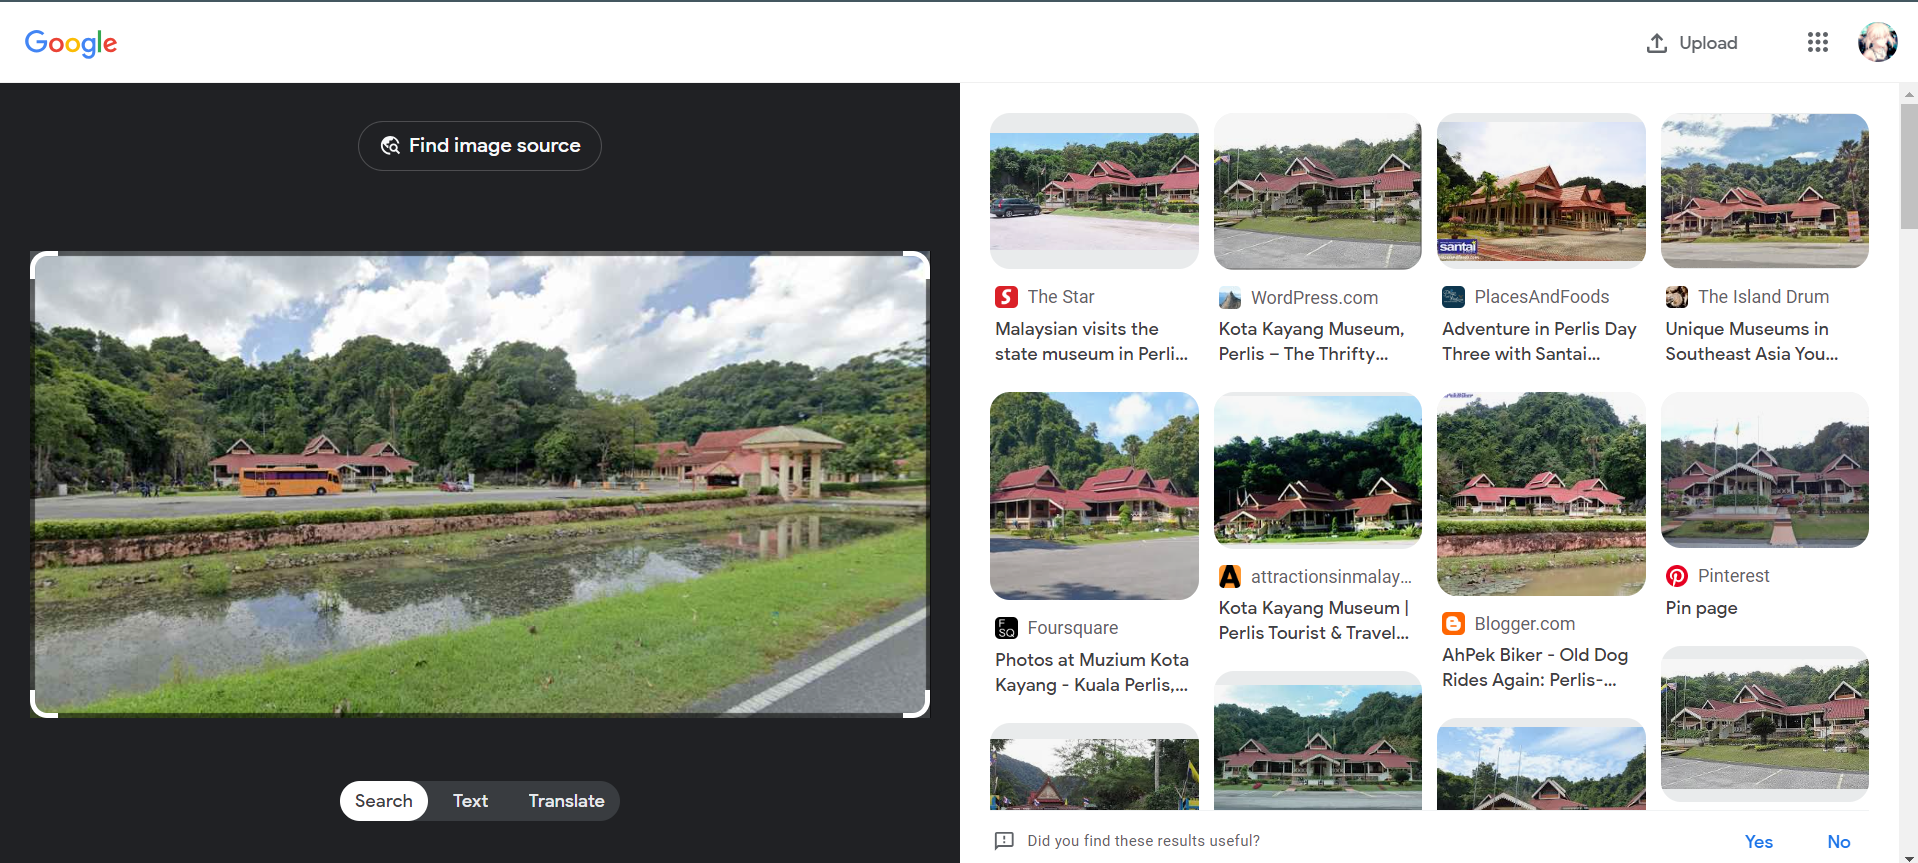 Google
Upload
Find image source
Search
Text
Translate
santai
The Star
Malaysian visits the
state museum in Perli...
WordPress.com
Kota Kayang Museum,
Perlis – The Thrifty...
PlacesAndFoods
Adventure in Perlis Day
Three with Santai...
The Island Drum
Unique Museums in
Southeast Asia You...
FSQ
Foursquare
Photos at Muzium Kota
Kayang - Kuala Perlis,...
attractionsinmalay...
Kota Kayang Museum |
Perlis Tourist & Travel...
Blogger.com
AhPek Biker - Old Dog
Rides Again: Perlis-...
Pinterest
Pin page
Did you find these results useful?
Yes
No